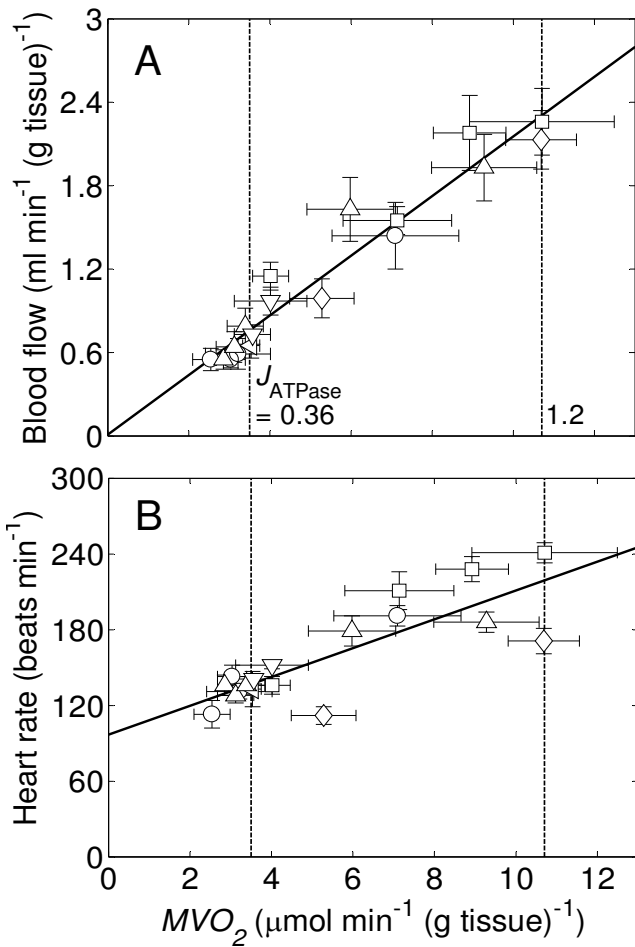 A
Blood flow (ml min⁻¹ (g tissue)⁻¹)
3
2.4
1.8
1.2
0.6
0
J_ATPase
= 0.36
1.2
B
Heart rate (beats min⁻¹)
300
240
180
120
60
0
0 2 4 6 8 10 12
MVO₂ (μmol min⁻¹ (g tissue)⁻¹)